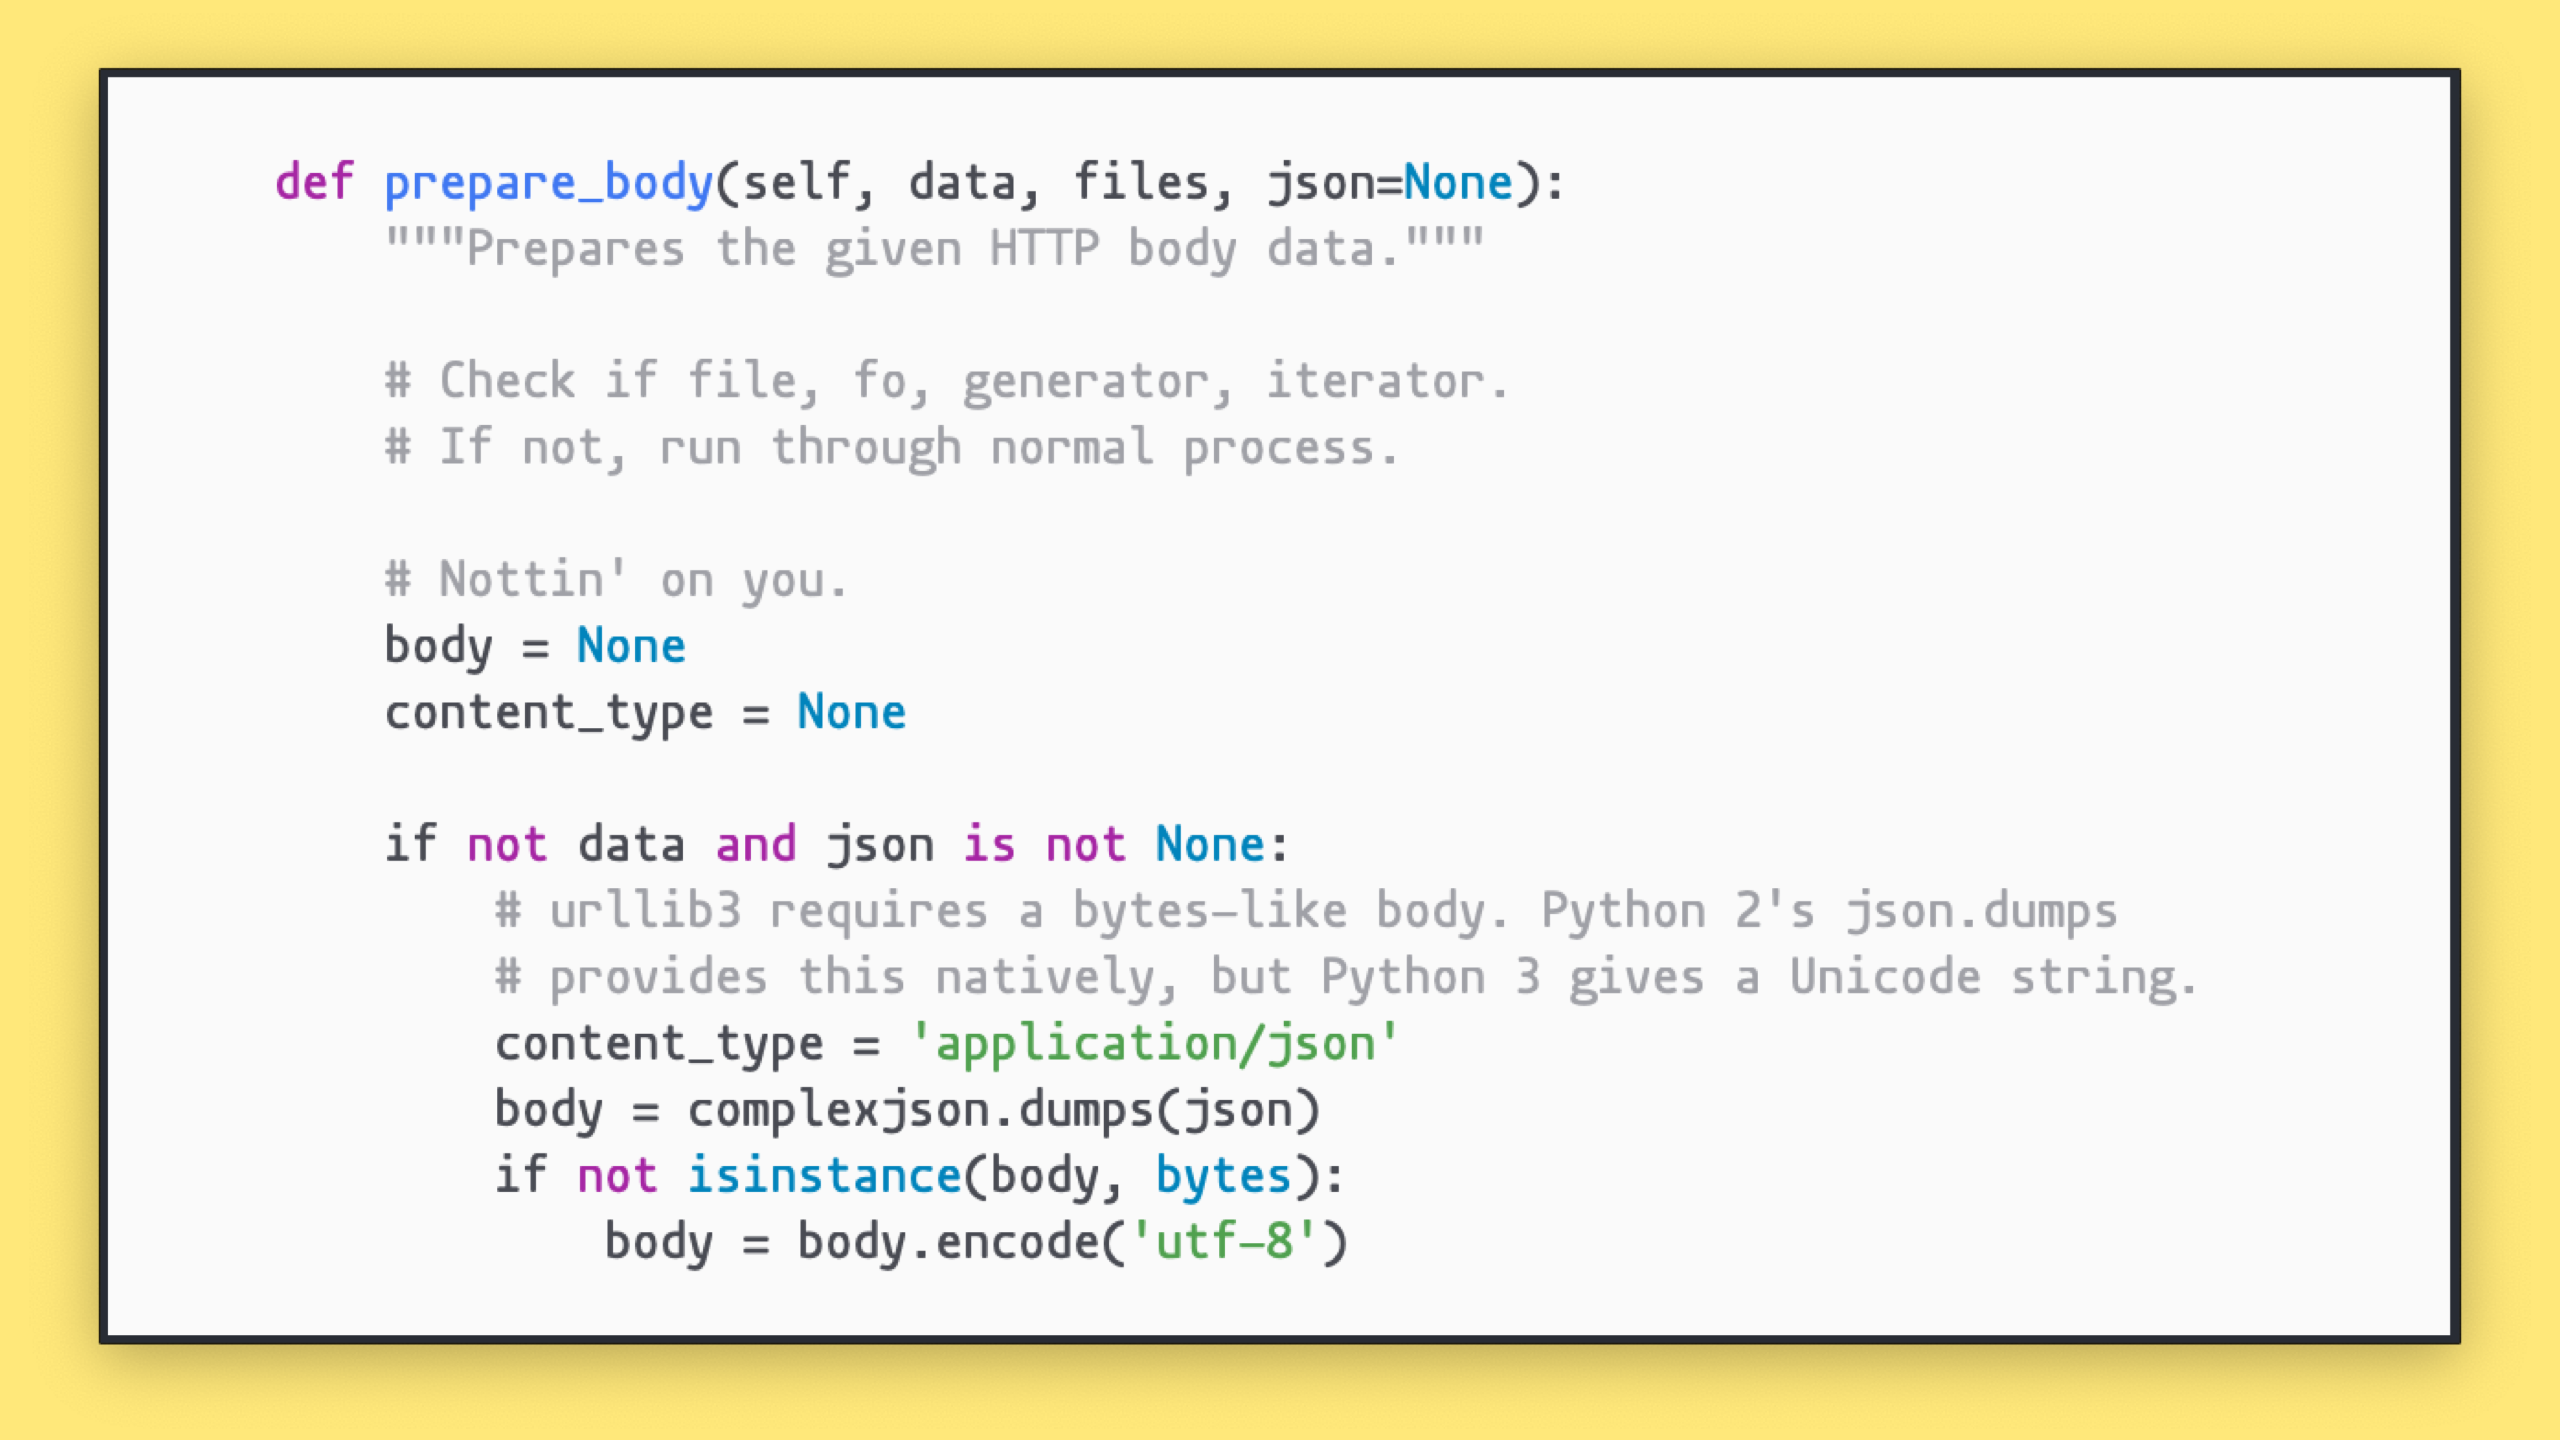 def prepare_body(self, data, files, json=None):
    """Prepares the given HTTP body data."""

    # Check if file, fo, generator, iterator.
    # If not, run through normal process.

    # Nottin' on you.
    body = None
    content_type = None

    if not data and json is not None:
        # urllib3 requires a bytes-like body. Python 2's json.dumps
        # provides this natively, but Python 3 gives a Unicode string.
        content_type = 'application/json'
        body = complexjson.dumps(json)
        if not isinstance(body, bytes):
            body = body.encode('utf-8')